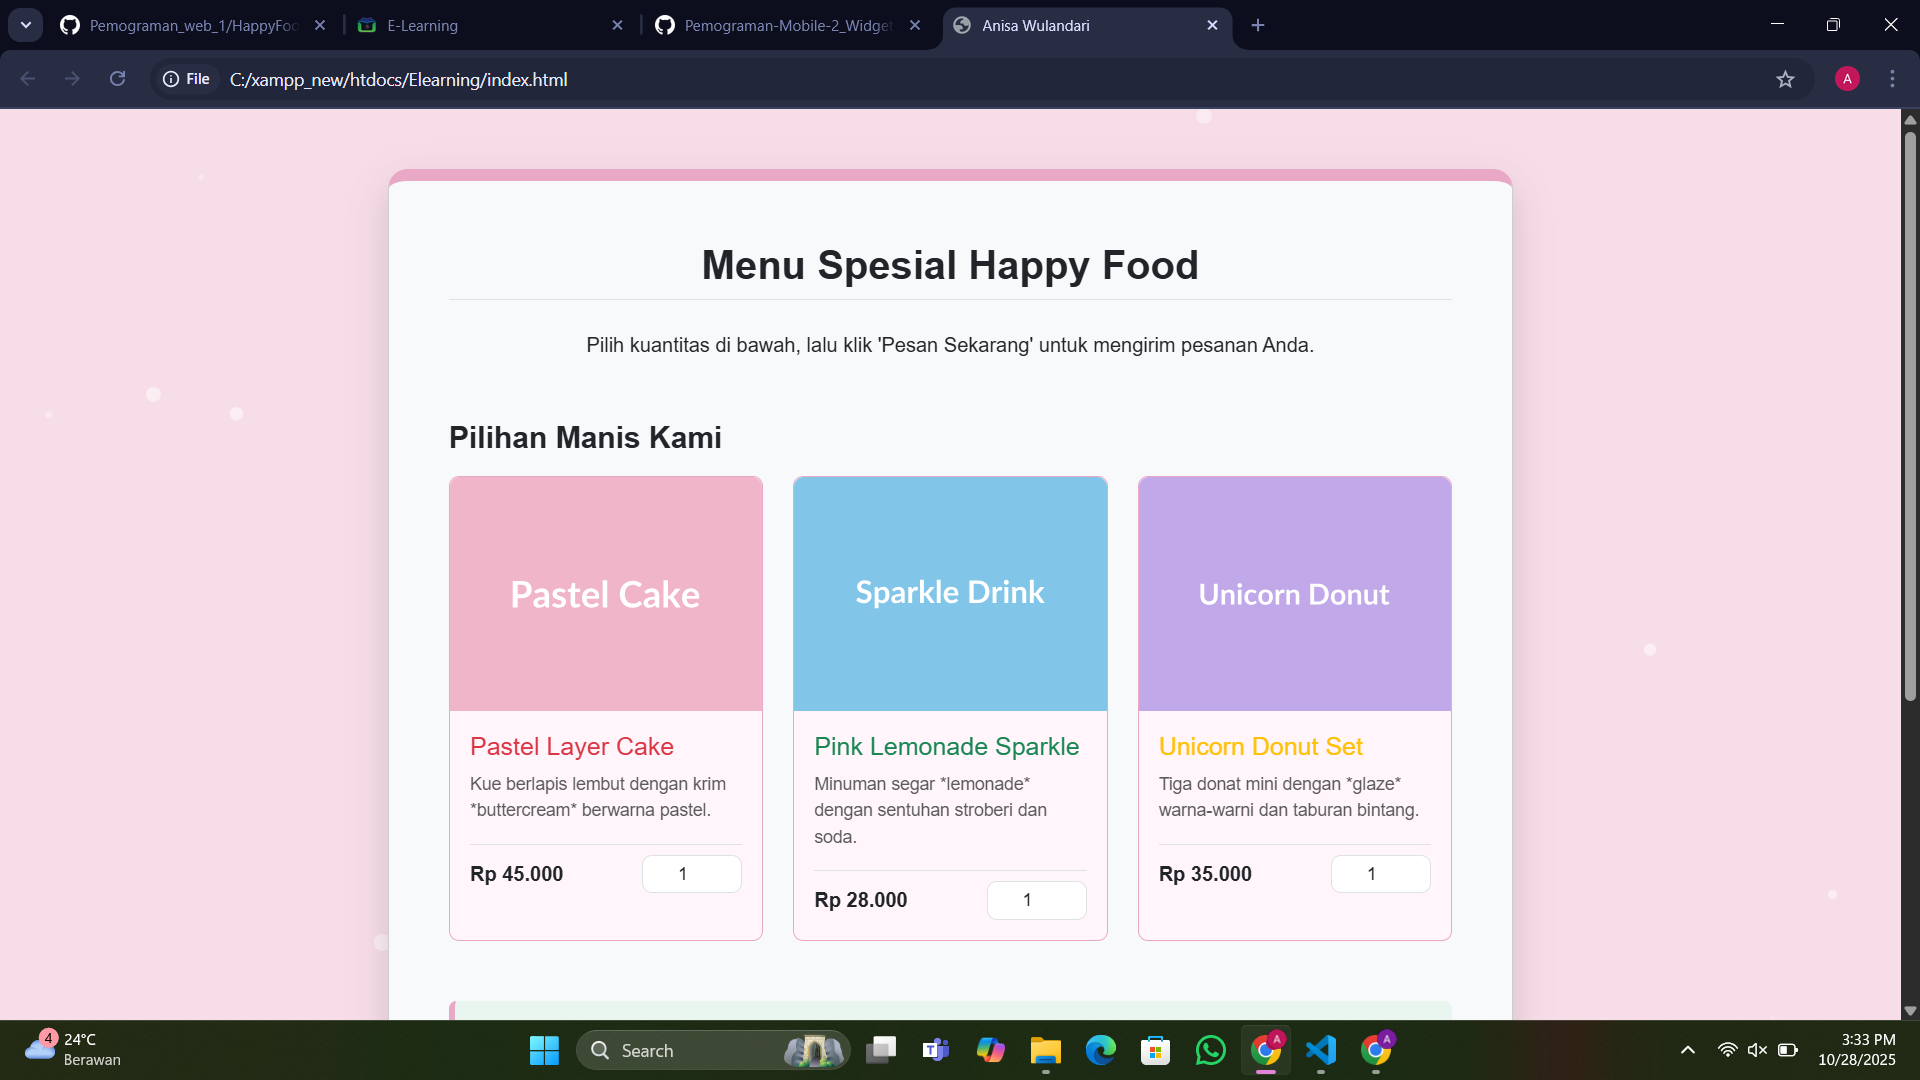 Pemograman_web_1/HappyFoo
E-Learning
Pemograman-Mobile-2_Widge
Anisa Wulandari
File
C:/xampp_new/htdocs/Elearning/index.html
A
Menu Spesial Happy Food
Pilih kuantitas di bawah, lalu klik 'Pesan Sekarang' untuk mengirim pesanan Anda.
Pilihan Manis Kami
Pastel Cake
Pastel Layer Cake
Kue berlapis lembut dengan krim
*buttercream* berwarna pastel.
Rp 45.000
1
Sparkle Drink
Pink Lemonade Sparkle
Minuman segar *lemonade*
dengan sentuhan stroberi dan
soda.
Rp 28.000
1
Unicorn Donut
Unicorn Donut Set
Tiga donat mini dengan *glaze*
warna-warni dan taburan bintang.
Rp 35.000
1
4
24°C
Berawan
Search
T
A
A
3:33 PM
10/28/2025